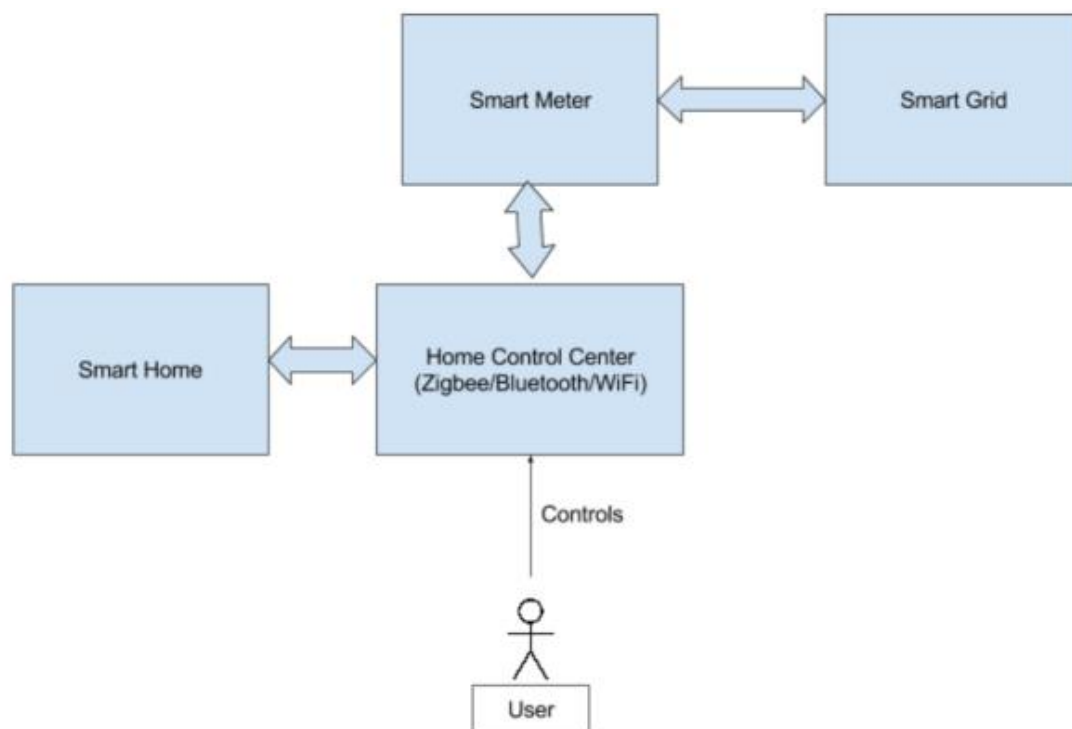 Smart Meter
Smart Grid
Smart Home
Home Control Center
(Zigbee/Bluetooth/WiFi)
Controls
User